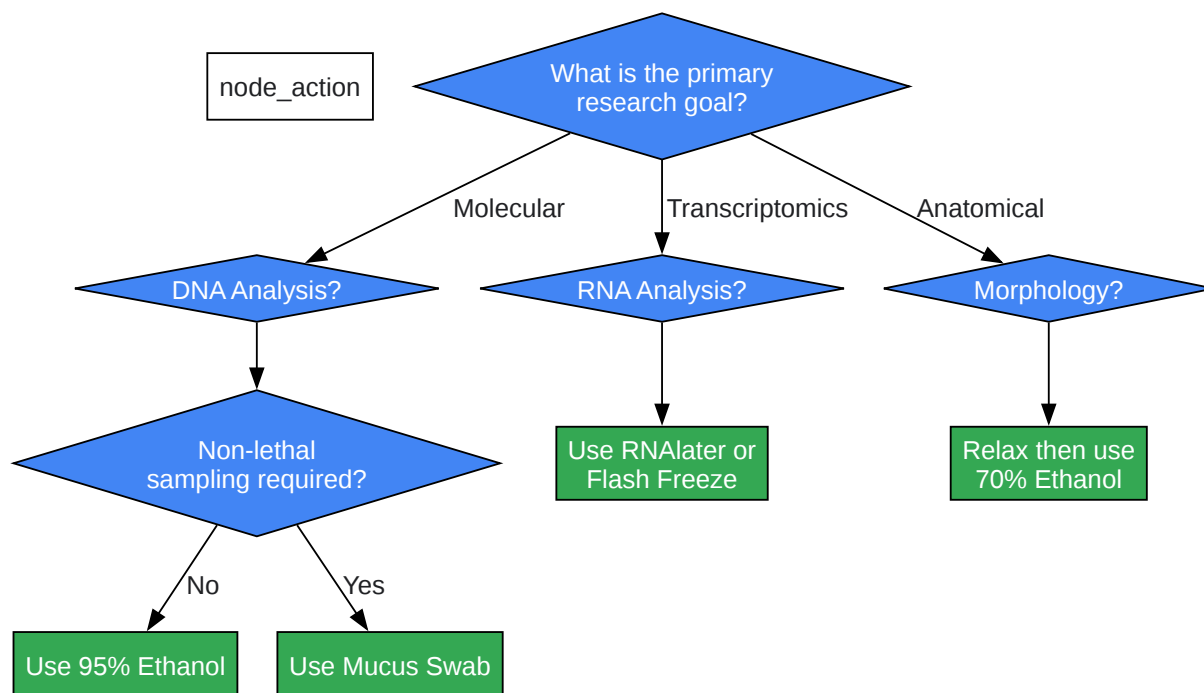 What is the primary
research goal?
node_action
Molecular
Transcriptomics
Anatomical
DNA Analysis?
RNA Analysis?
Morphology?
Non-lethal
sampling required?
Use RNAlater or
Flash Freeze
Relax then use
70% Ethanol
No
Yes
Use 95% Ethanol
Use Mucus Swab